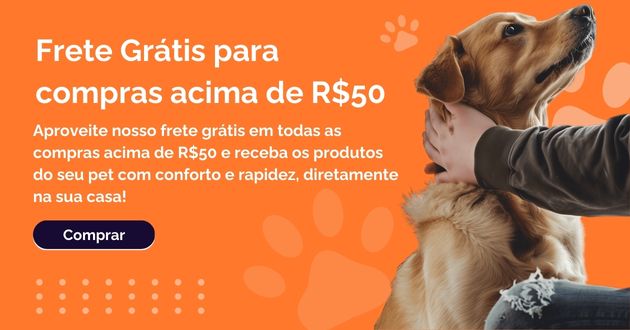 Frete Grátis para
compras acima de R$50
Aproveite nosso frete grátis em todas as
compras acima de R$50 e receba os produtos
do seu pet com conforto e rapidez, diretamente
na sua casa!
Comprar